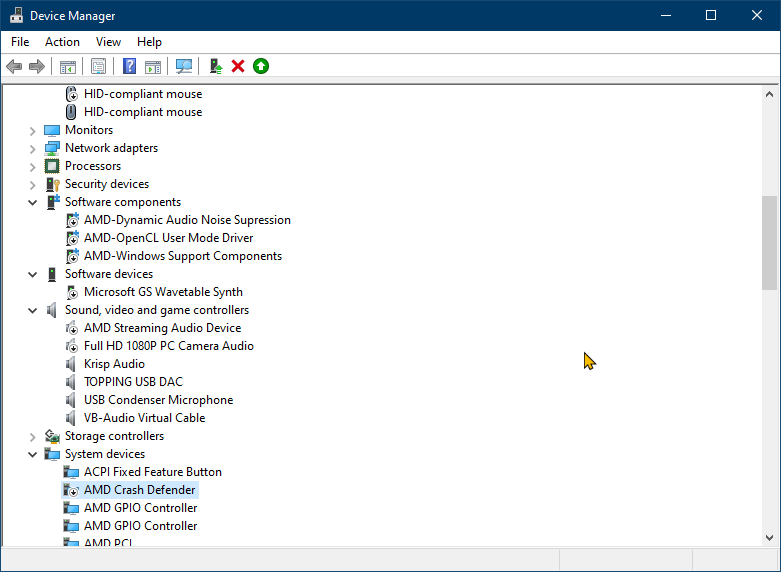 Device Manager
File Action View Help
HID-compliant mouse
HID-compliant mouse
Monitors
Network adapters
Processors
Security devices
Software components
AMD-Dynamic Audio Noise Supression
AMD-OpenCL User Mode Driver
AMD-Windows Support Components
Software devices
Microsoft GS Wavetable Synth
Sound, video and game controllers
AMD Streaming Audio Device
Full HD 1080P PC Camera Audio
Krisp Audio
TOPPING USB DAC
USB Condenser Microphone
VB-Audio Virtual Cable
Storage controllers
System devices
ACPI Fixed Feature Button
AMD Crash Defender
AMD GPIO Controller
AMD GPIO Controller
AMD PCI